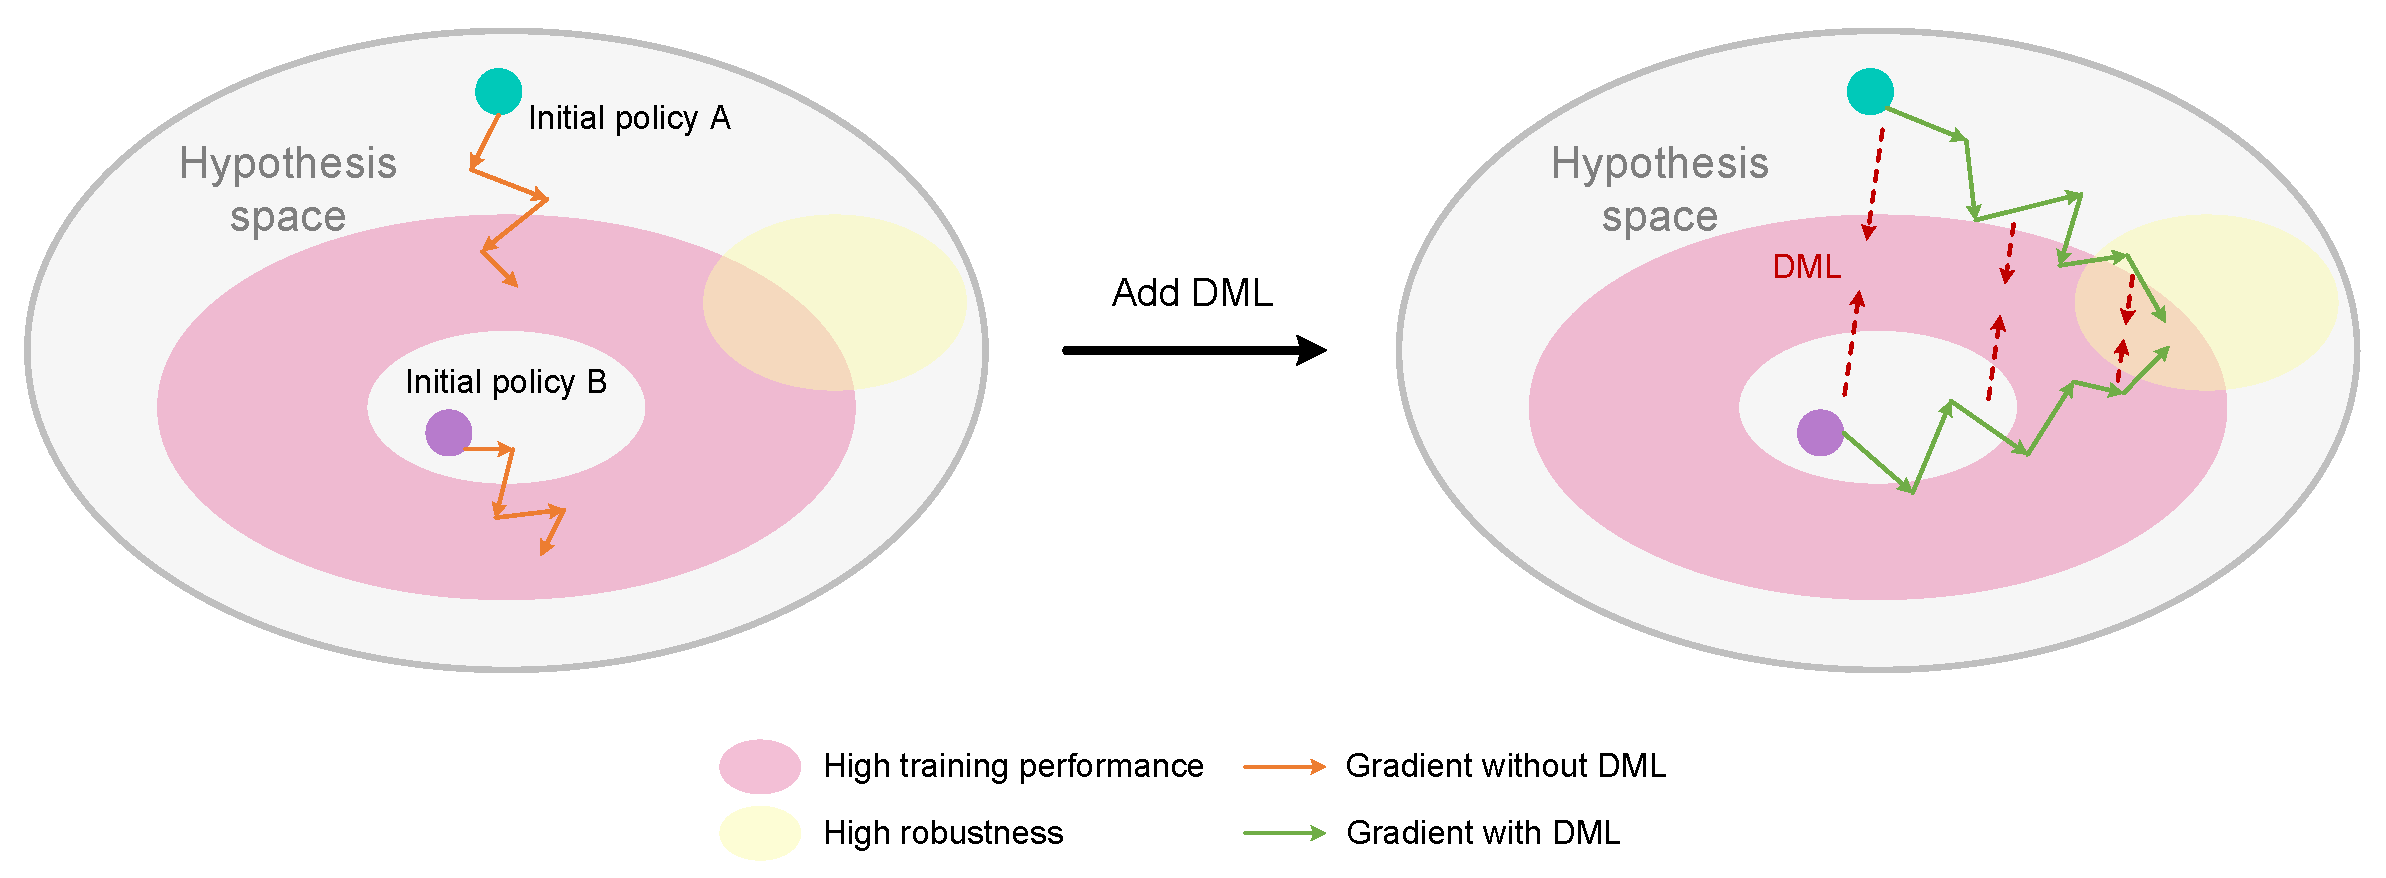 Initial policy A
Hypothesis
space
Initial policy B
Add DML
Hypothesis
space
DML
High training performance
Gradient without DML
High robustness
Gradient with DML